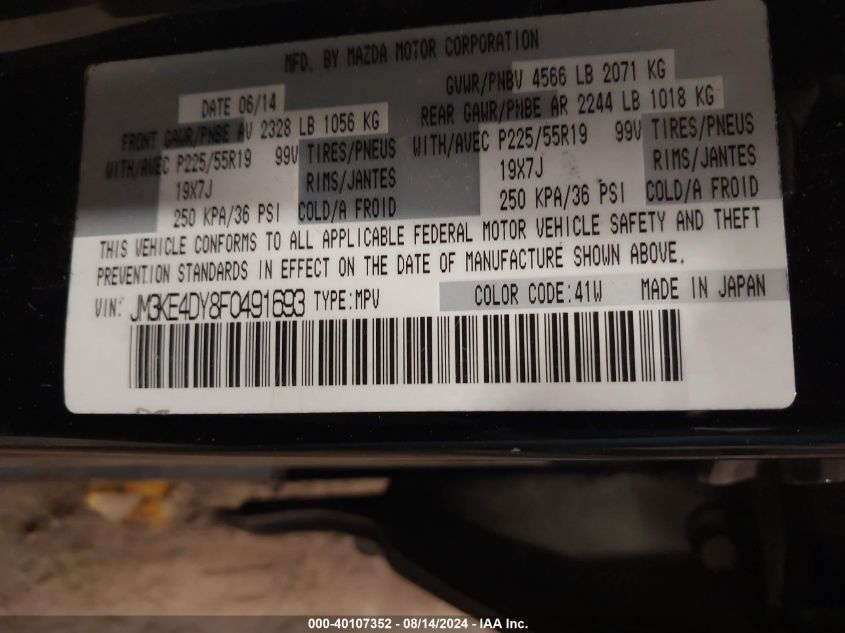 MFD. BY MAZDA MOTOR CORPORATION
DATE 06/14 GVWR/PNBV 4566 LB 2071 KG
FRONT GAWR/PNBE AV 2328 LB 1056 KG REAR GAWR/PNBE AR 2244 LB 1018 KG
WITH/AVEC P225/55R19 99V TIRES/PNEUS WITH/AVEC P225/55R19 99V TIRES/PNEUS
19X7J RIMS/JANTES 19X7J RIMS/JANTES
250 KPA/36 PSI COLD/A FROID 250 KPA/36 PSI COLD/A FROID
THIS VEHICLE CONFORMS TO ALL APPLICABLE FEDERAL MOTOR VEHICLE SAFETY AND THEFT
PREVENTION STANDARDS IN EFFECT ON THE DATE OF MANUFACTURE SHOWN ABOVE.
VIN: JM3KE4DY8F0491693 TYPE:MPV COLOR CODE:41W MADE IN JAPAN
000-40107352 - 08/14/2024 - IAA Inc.